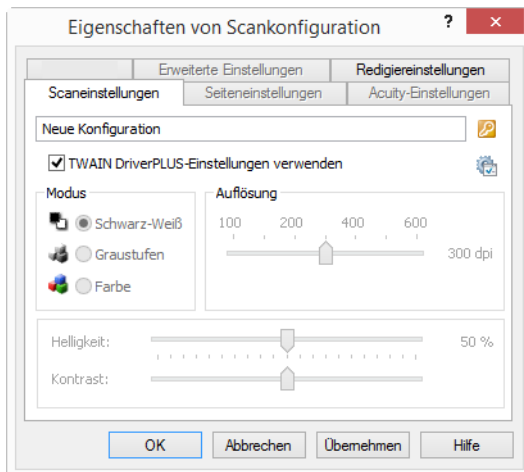 Eigenschaften von Scankonfiguration ? ×
Erweiterte Einstellungen Redigiereinstellungen
Scaneinstellungen Seiteneinstellungen Acuity-Einstellungen
Neue Konfiguration
TWAIN DriverPLUS-Einstellungen verwenden
Modus Auflösung
Schwarz-Weiß 100 200 400 600
Graustufen 300 dpi
Farbe
Helligkeit: 50 %
Kontrast:
OK Abbrechen Übernehmen Hilfe